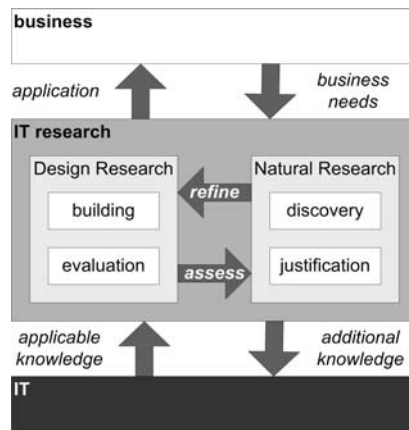 business
application
business
needs
IT research
Design Research
Natural Research
refine
building
discovery
evaluation
justification
assess
applicable
knowledge
additional
knowledge
IT